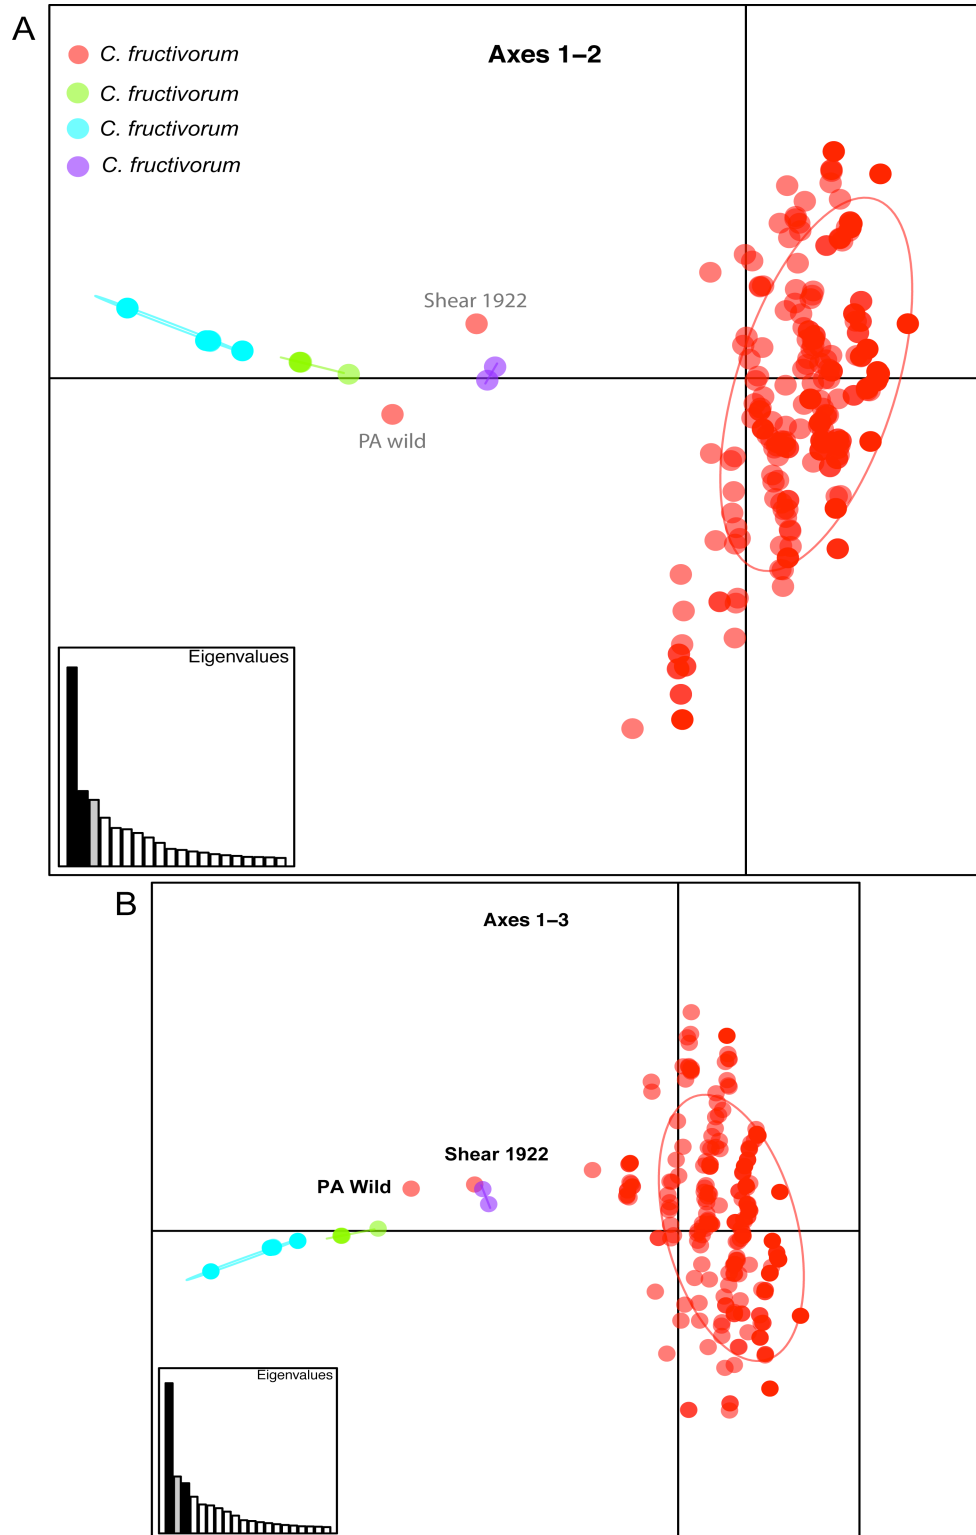 A
Axes 1–2
C. fructivorum
C. fructivorum
C. fructivorum
C. fructivorum
Shear 1922
PA wild
Eigenvalues
B
Axes 1–3
Shear 1922
PA Wild
Eigenvalues